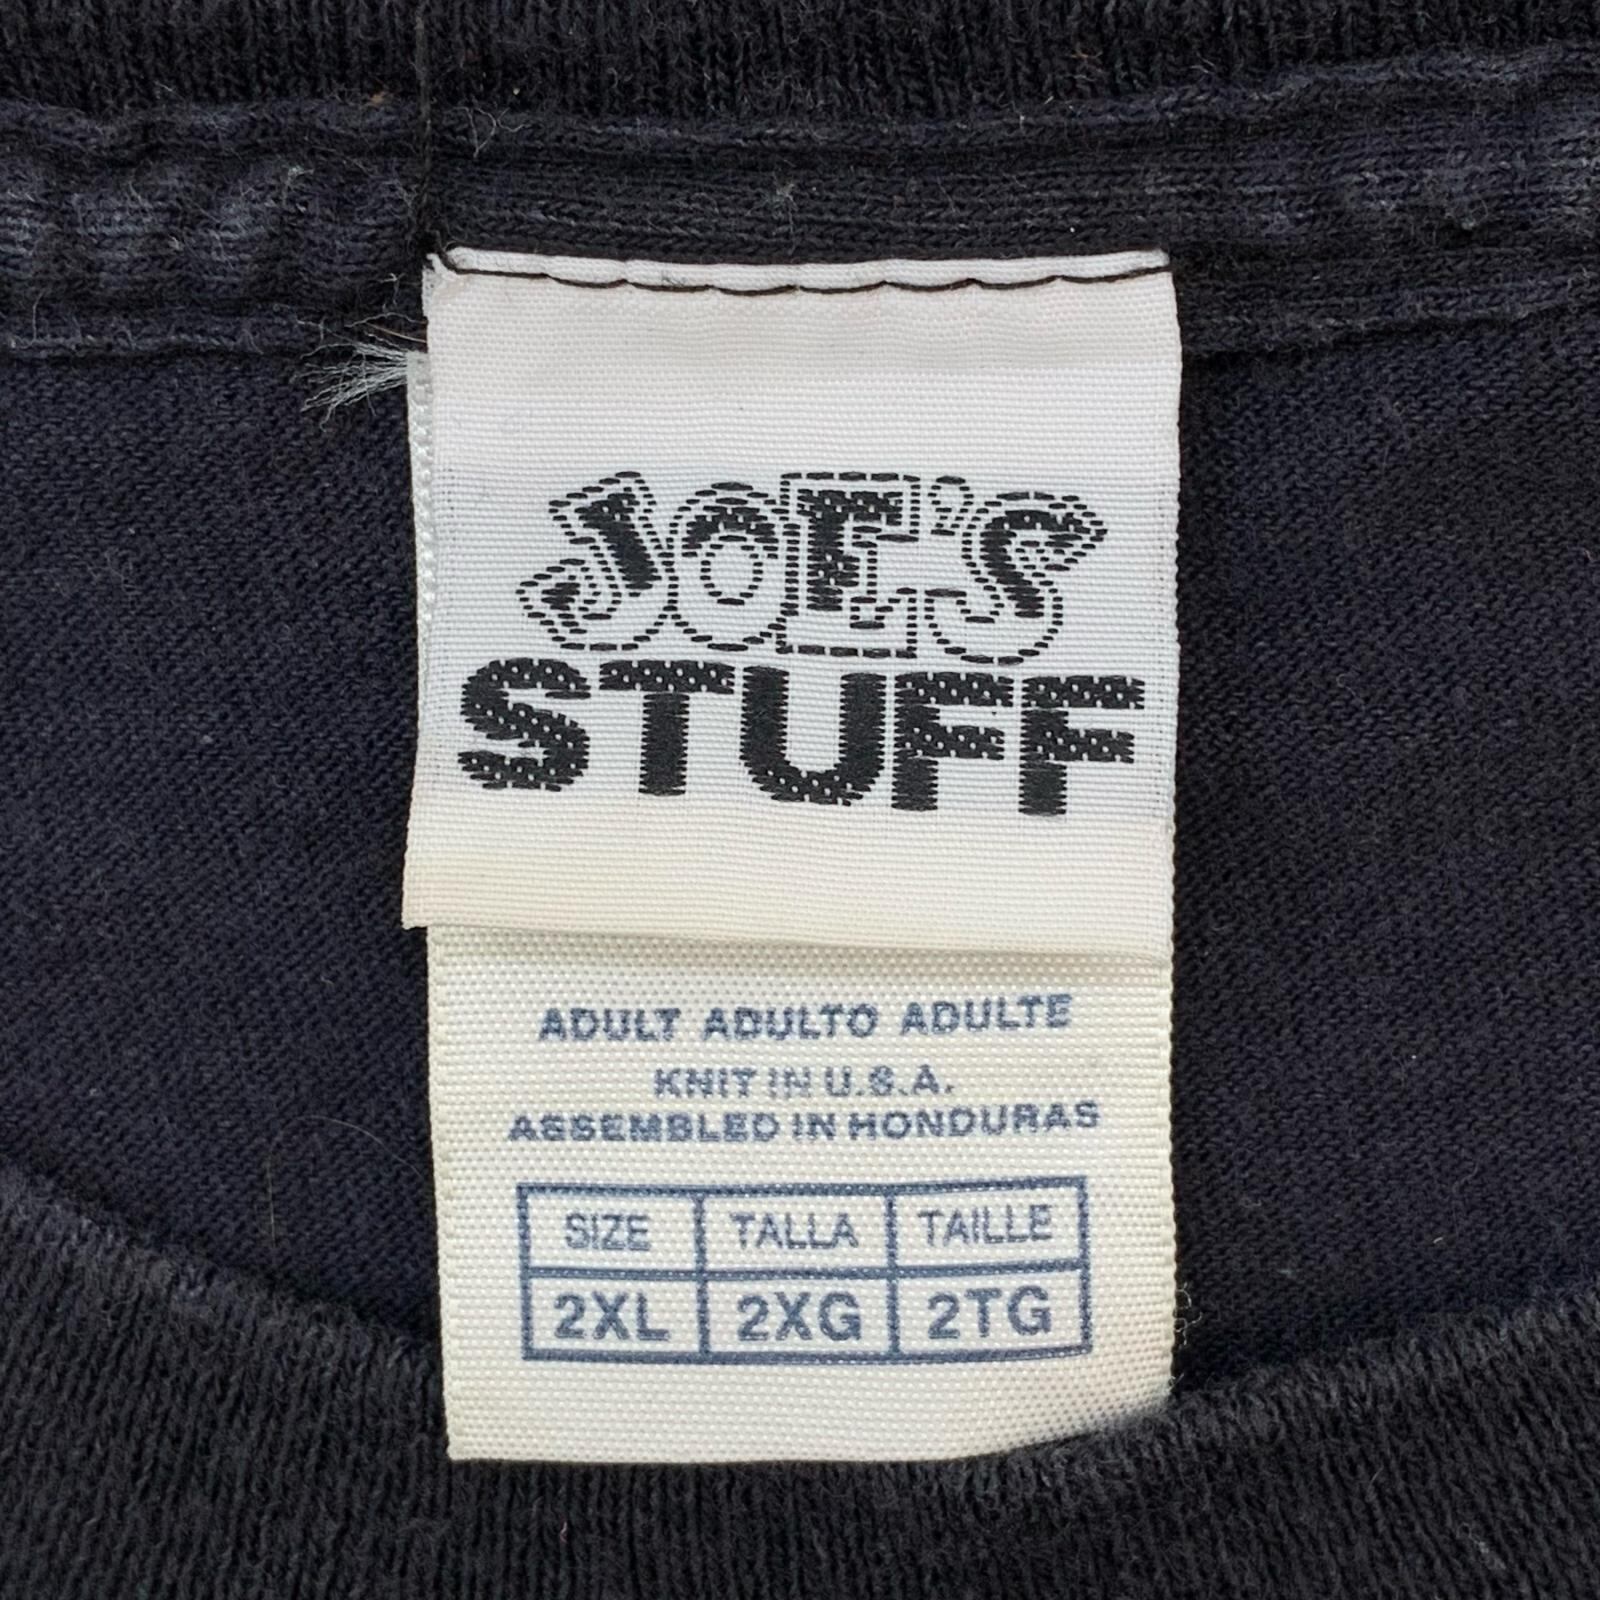 JOE'S
STUFF
ADULT ADULTO ADULTE
KNIT IN U.S.A.
ASSEMBLED IN HONDURAS
SIZE TALLA TAILLE
2XL 2XG 2TG